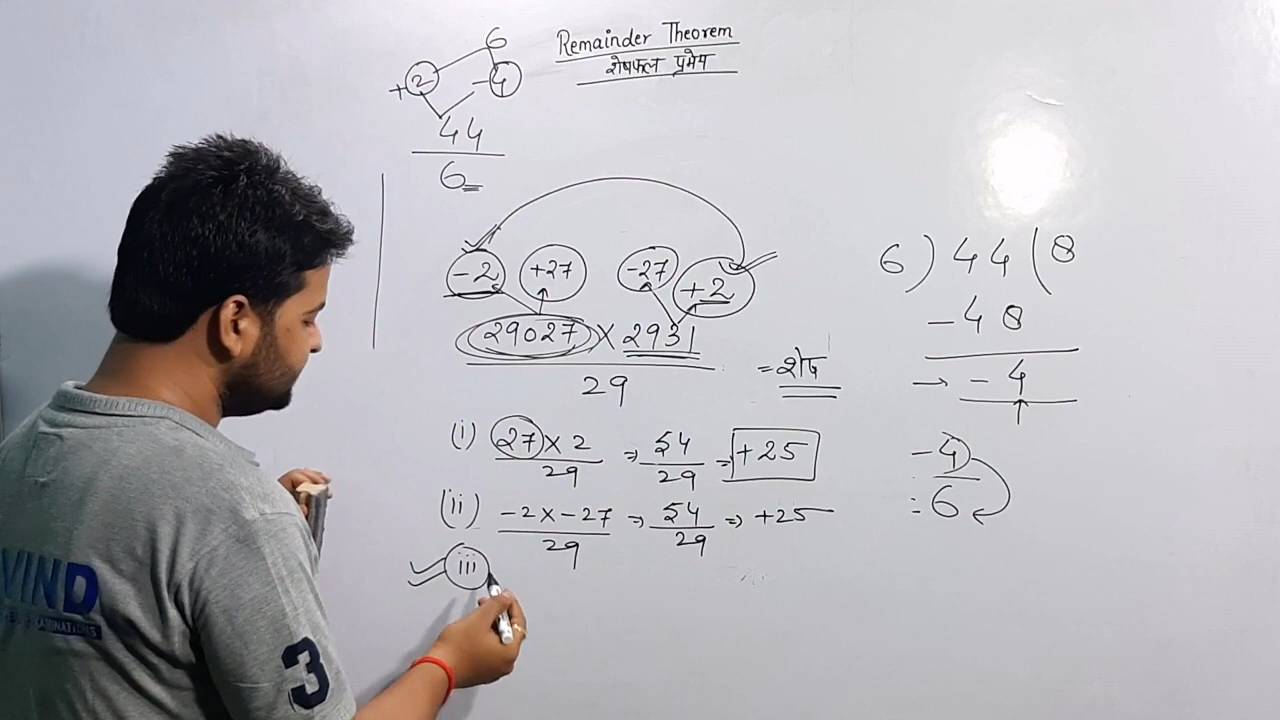 Remainder Theorem
शेषफल प्रमेय
6
+ 2 - 4
44
6
-2 +27 -27 +2
29027 × 2931
29
= शेष
(i) 27 × 2 ⇒ 54 ⇒ +25
29 29
(ii) -2 × -27 ⇒ 54 ⇒ +25
29 29
iii
6 ) 44 ( 8
- 48
→ - 4
- 4
= 6
VIND
3